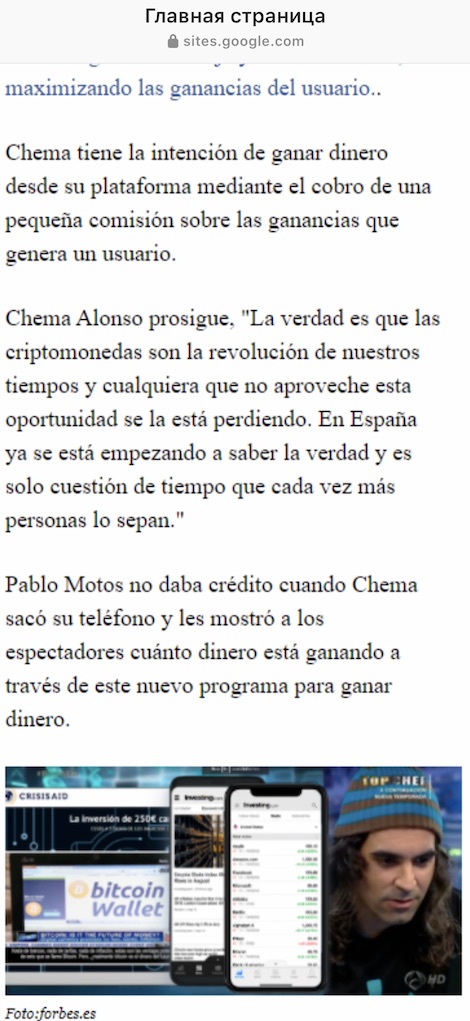 Главная страница
sites.google.com
maximizando las ganancias del usuario..
Chema tiene la intención de ganar dinero
desde su plataforma mediante el cobro de una
pequeña comisión sobre las ganancias que
genera un usuario.
Chema Alonso prosigue, "La verdad es que las
criptomonedas son la revolución de nuestros
tiempos y cualquiera que no aproveche esta
oportunidad se la está perdiendo. En España
ya se está empezando a saber la verdad y es
solo cuestión de tiempo que cada vez más
personas lo sepan."
Pablo Motos no daba crédito cuando Chema
sacó su teléfono y les mostró a los
espectadores cuánto dinero está ganando a
través de este nuevo programa para ganar
dinero.
CRISISAID
La inversión de 250€
bitcoin
Wallet
BITCOIN: IS IT THE FUTURE OF MONEY?
Investing
Investing
TOP CHEF
A CONTINUACIÓN
NUEVA TEMPORADA
HD
Foto:forbes.es